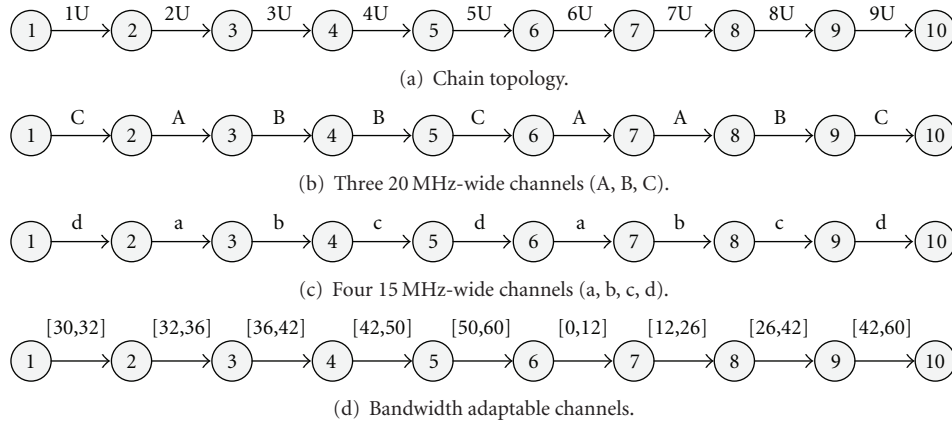 1U 2U 3U 4U 5U 6U 7U 8U 9U
1 2 3 4 5 6 7 8 9 10
(a) Chain topology.
C A B B C A A B C
1 2 3 4 5 6 7 8 9 10
(b) Three 20 MHz-wide channels (A, B, C).
d a b c d a b c d
1 2 3 4 5 6 7 8 9 10
(c) Four 15 MHz-wide channels (a, b, c, d).
[30,32] [32,36] [36,42] [42,50] [50,60] [0,12] [12,26] [26,42] [42,60]
1 2 3 4 5 6 7 8 9 10
(d) Bandwidth adaptable channels.